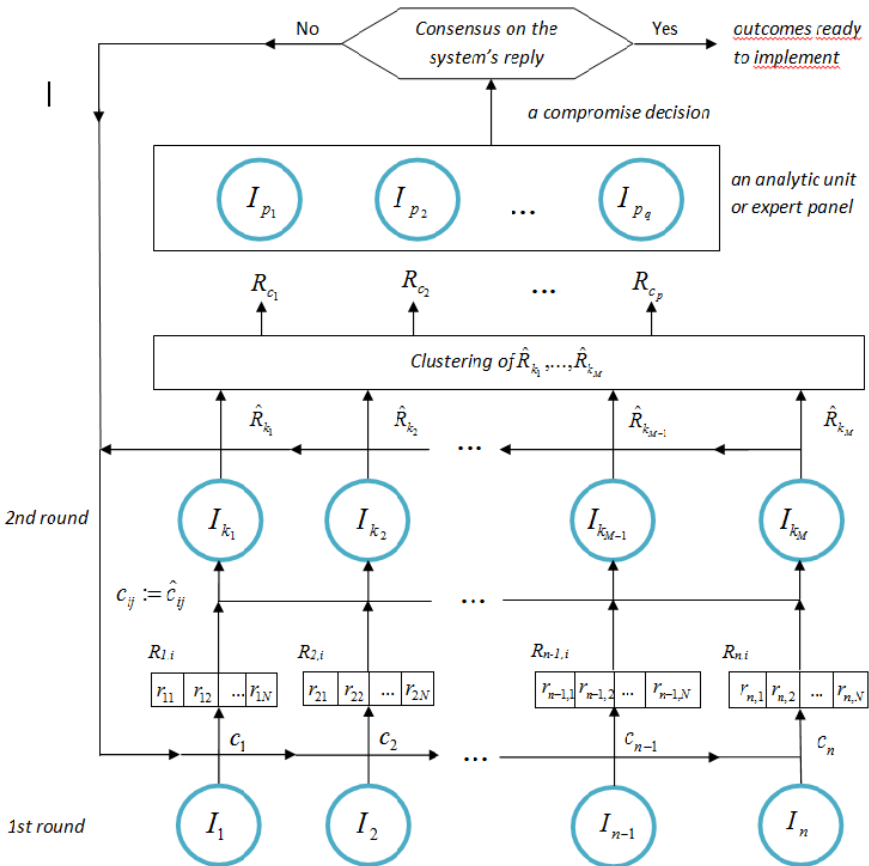 No
Consensus on the
system's reply
Yes
outcomes ready
to implement
a compromise decision
I_{p_1}
I_{p_2}
...
I_{p_q}
an analytic unit
or expert panel
R_{c_1}
R_{c_2}
...
R_{c_p}
Clustering of R̂_{k_1},...,R̂_{k_M}
R̂_{k_1}
R̂_{k_2}
R̂_{k_{M-1}}
R̂_{k_M}
...
2nd round
I_{k_1}
I_{k_2}
I_{k_{M-1}}
I_{k_M}
c_{ij} := ĉ_{ij}
...
R_{1,i}
R_{2,i}
R_{n-1,i}
R_{n,i}
r_{11} r_{12} ... r_{1N}
r_{21} r_{22} ... r_{2N}
r_{n-1,1} r_{n-1,2} ... r_{n-1,N}
r_{n,1} r_{n,2} ... r_{n,N}
c_1
c_2
...
c_{n-1}
c_n
1st round
I_1
I_2
I_{n-1}
I_n